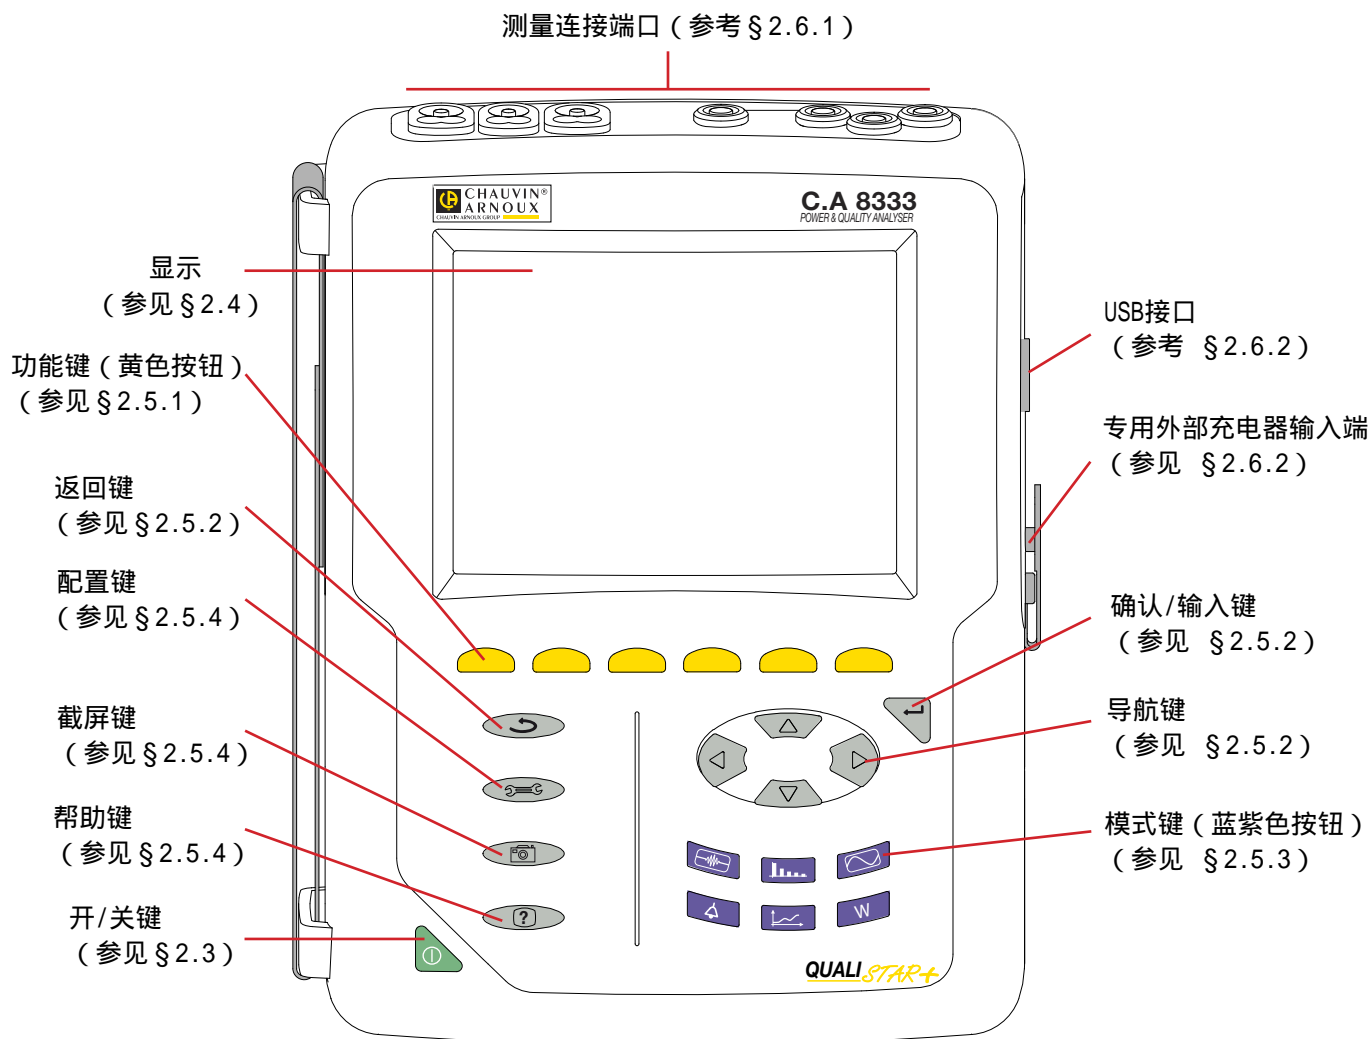 测量连接端口（参考§2.6.1）
CHAUVIN®
ARNOUX
CHAUVIN ARNOUX GROUP
C.A 8333
POWER & QUALITY ANALYSER
显示
（参见§2.4）
功能键（黄色按钮）
（参见§2.5.1）
返回键
（参见§2.5.2）
配置键
（参见§2.5.4）
截屏键
（参见§2.5.4）
帮助键
（参见§2.5.4）
开/关键
（参见§2.3）
USB接口
（参考 §2.6.2）
专用外部充电器输入端
（参见 §2.6.2）
确认/输入键
（参见 §2.5.2）
导航键
（参见 §2.5.2）
模式键（蓝紫色按钮）
（参见 §2.5.3）
?
W
QUALISTAR+